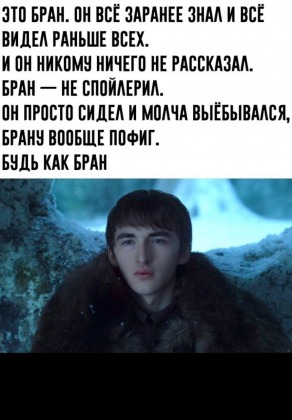 ЭТО БРАН. ОН ВСЁ ЗАРАНЕЕ ЗНАЛ И ВСЁ
ВИДЕЛ РАНЬШЕ ВСЕХ.
И ОН НИКОМУ НИЧЕГО НЕ РАССКАЗАЛ.
БРАН — НЕ СПОЙЛЕРИЛ.
ОН ПРОСТО СИДЕЛ И МОЛЧА ВЫЁБЫВАЛСЯ,
БРАНУ ВООБЩЕ ПОФИГ.
БУДЬ КАК БРАН